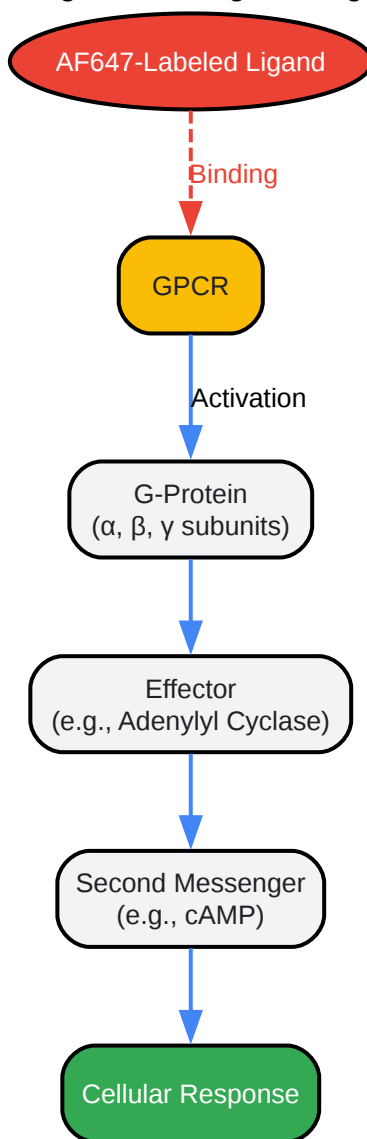 AF647-Labeled Ligand
Binding
GPCR
Activation
G-Protein
(α, β, γ subunits)
Effector
(e.g., Adenylyl Cyclase)
Second Messenger
(e.g., cAMP)
Cellular Response